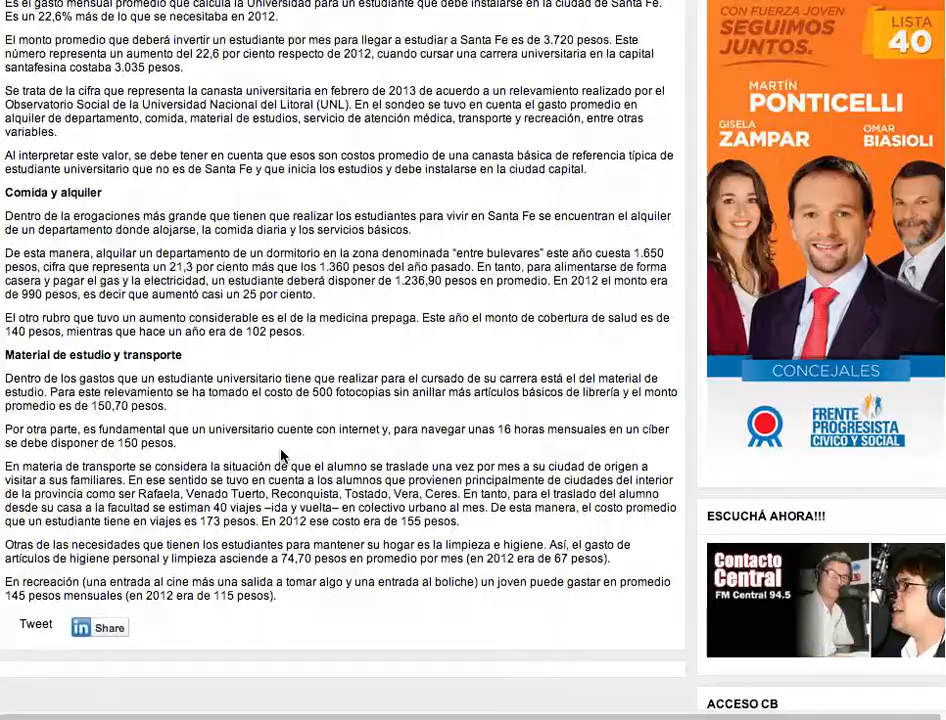 Es el gasto mensual promedio que calcula la Universidad para un estudiante que debe instalarse en la ciudad de Santa Fe.
Es un 22,6% más de lo que se necesitaba en 2012.
El monto promedio que deberá invertir un estudiante por mes para llegar a estudiar a Santa Fe es de 3.720 pesos. Este
número representa un aumento del 22,6 por ciento respecto de 2012, cuando cursar una carrera universitaria en la capital
santafesina costaba 3.035 pesos.
Se trata de la cifra que representa la canasta universitaria en febrero de 2013 de acuerdo a un relevamiento realizado por el
Observatorio Social de la Universidad Nacional del Litoral (UNL). En el sondeo se tuvo en cuenta el gasto promedio en
alquiler de departamento, comida, material de estudios, servicio de atención médica, transporte y recreación, entre otras
variables.
Al interpretar este valor, se debe tener en cuenta que esos son costos promedio de una canasta básica de referencia típica de
estudiante universitario que no es de Santa Fe y que inicia los estudios y debe instalarse en la ciudad capital.
Comida y alquiler
Dentro de la erogaciones más grande que tienen que realizar los estudiantes para vivir en Santa Fe se encuentran el alquiler
de un departamento donde alojarse, la comida diaria y los servicios básicos.
De esta manera, alquilar un departamento de un dormitorio en la zona denominada “entre bulevares” este año cuesta 1.650
pesos, cifra que representa un 21,3 por ciento más que los 1.360 pesos del año pasado. En tanto, para alimentarse de forma
casera y pagar el gas y la electricidad, un estudiante deberá disponer de 1.236,90 pesos en promedio. En 2012 el monto era
de 990 pesos, es decir que aumentó casi un 25 por ciento.
El otro rubro que tuvo un aumento considerable es el de la medicina prepaga. Este año el monto de cobertura de salud es de
140 pesos, mientras que hace un año era de 102 pesos.
Material de estudio y transporte
Dentro de los gastos que un estudiante universitario tiene que realizar para el cursado de su carrera está el del material de
estudio. Para este relevamiento se ha tomado el costo de 500 fotocopias sin anillar más artículos básicos de librería y el monto
promedio es de 150,70 pesos.
Por otra parte, es fundamental que un universitario cuente con internet y, para navegar unas 16 horas mensuales en un cíber
se debe disponer de 150 pesos.
En materia de transporte se considera la situación de que el alumno se traslade una vez por mes a su ciudad de origen a
visitar a sus familiares. En ese sentido se tuvo en cuenta a los alumnos que provienen principalmente de ciudades del interior
de la provincia como ser Rafaela, Venado Tuerto, Reconquista, Tostado, Vera, Ceres. En tanto, para el traslado del alumno
desde su casa a la facultad se estiman 40 viajes –ida y vuelta– en colectivo urbano al mes. De esta manera, el costo promedio
que un estudiante tiene en viajes es 173 pesos. En 2012 ese costo era de 155 pesos.
Otras de las necesidades que tienen los estudiantes para mantener su hogar es la limpieza e higiene. Así, el gasto de
artículos de higiene personal y limpieza asciende a 74,70 pesos en promedio por mes (en 2012 era de 67 pesos).
En recreación (una entrada al cine más una salida a tomar algo y una entrada al boliche) un joven puede gastar en promedio
145 pesos mensuales (en 2012 era de 115 pesos).
Tweet
in Share
CON FUERZA JOVEN
SEGUIMOS
JUNTOS.
LISTA
40
MARTÍN
PONTICELLI
GISELA
ZAMPAR
OMAR
BIASIOLI
CONCEJALES
FRENTE
PROGRESISTA
CÍVICO Y SOCIAL
ESCUCHÁ AHORA!!!
Contacto
Central
FM Central 94.5
ACCESO CB